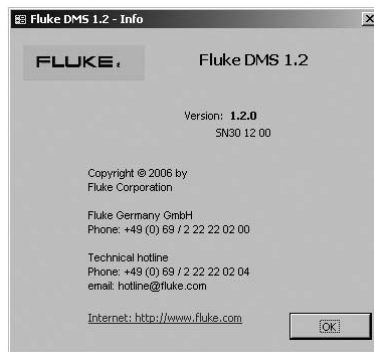 Fluke DMS 1.2 - Info
FLUKE
Fluke DMS 1.2
Version: 1.2.0
SN30 12 00
Copyright © 2006 by
Fluke Corporation
Fluke Germany GmbH
Phone: +49 (0) 69 / 2 22 22 02 00
Technical hotline
Phone: +49 (0) 69 / 2 22 22 02 04
email: hotline@fluke.com
Internet: http://www.fluke.com
OK